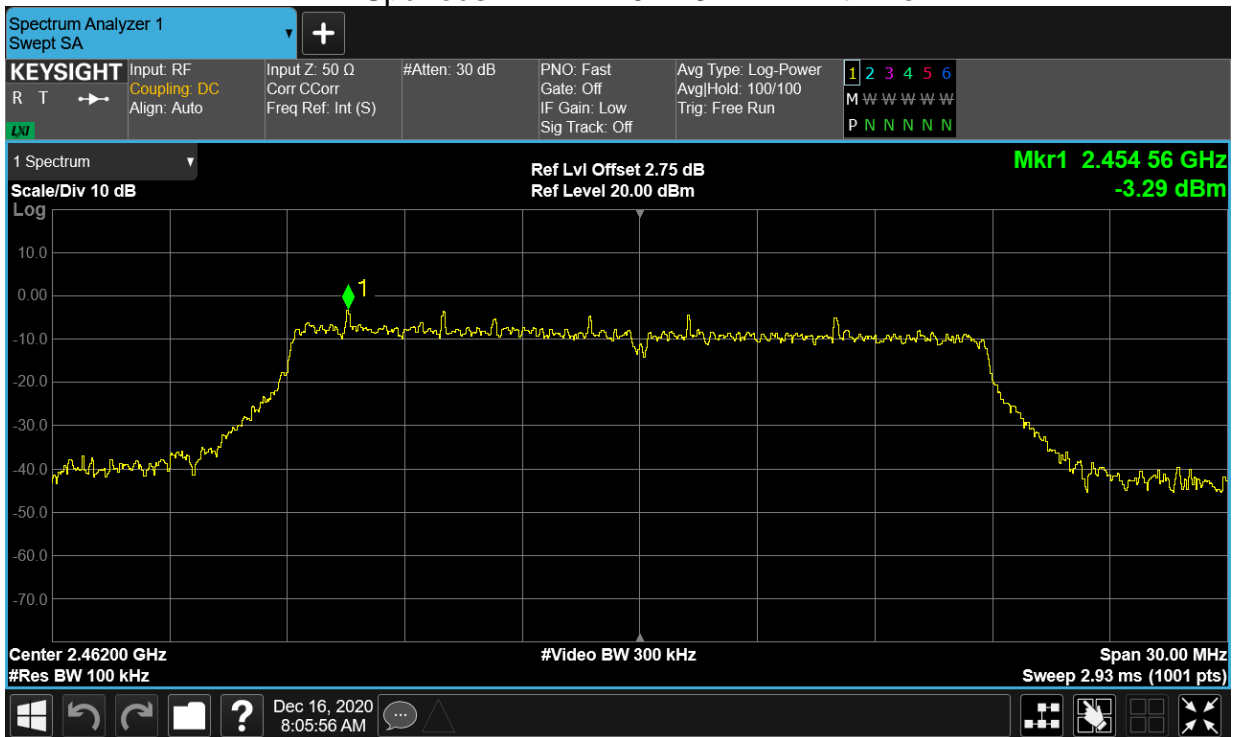 Spectrum Analyzer 1
Swept SA
KEYSIGHT
R T
LXI
Input: RF
Coupling: DC
Align: Auto
Input Z: 50 Ω
Corr CCorr
Freq Ref: Int (S)
#Atten: 30 dB
PNO: Fast
Gate: Off
IF Gain: Low
Sig Track: Off
Avg Type: Log-Power
Avg|Hold: 100/100
Trig: Free Run
1 2 3 4 5 6
M W W W W W
P N N N N N
1 Spectrum
Scale/Div 10 dB
Log
Ref Lvl Offset 2.75 dB
Ref Level 20.00 dBm
Mkr1 2.454 56 GHz
-3.29 dBm
10.0
0.00
1
-10.0
-20.0
-30.0
-40.0
-50.0
-60.0
-70.0
Center 2.46200 GHz
#Res BW 100 kHz
#Video BW 300 kHz
Span 30.00 MHz
Sweep 2.93 ms (1001 pts)
?
Dec 16, 2020
8:05:56 AM